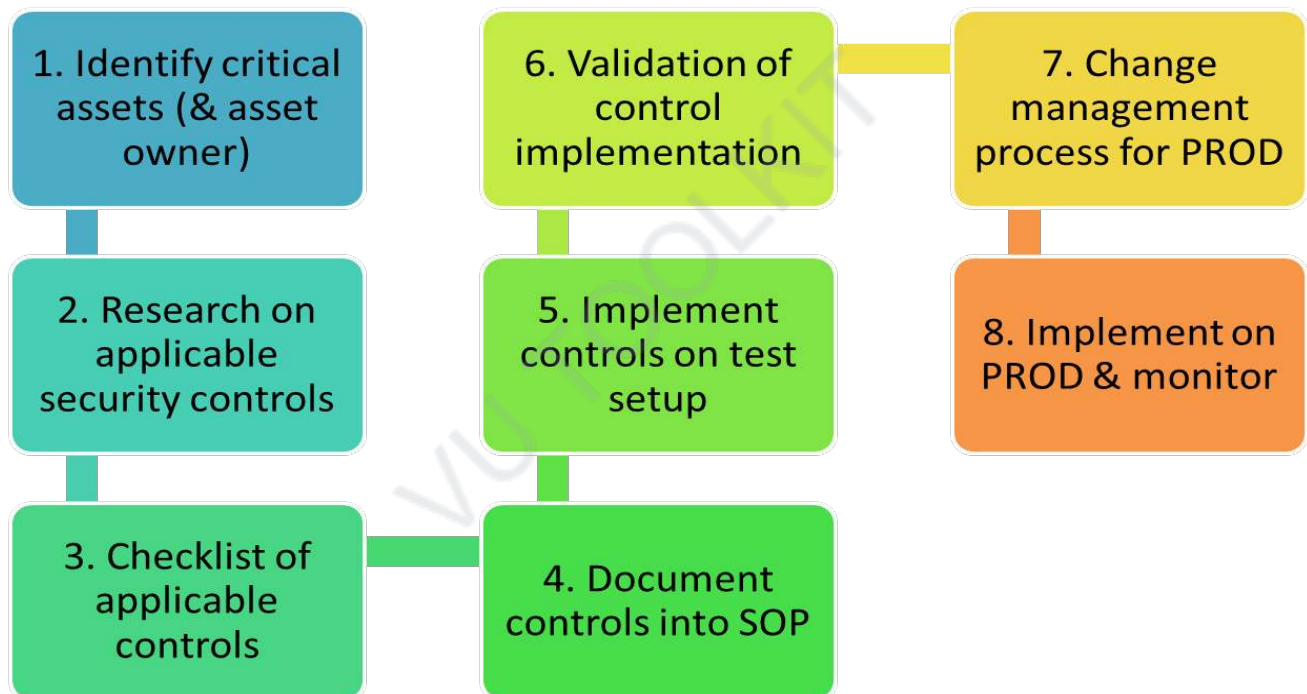 1. Identify critical
assets (& asset
owner)
2. Research on
applicable
security controls
3. Checklist of
applicable
controls
4. Document
controls into SOP
5. Implement
controls on test
setup
6. Validation of
control
implementation
7. Change
management
process for PROD
8. Implement on
PROD & monitor
VU TOOLKIT